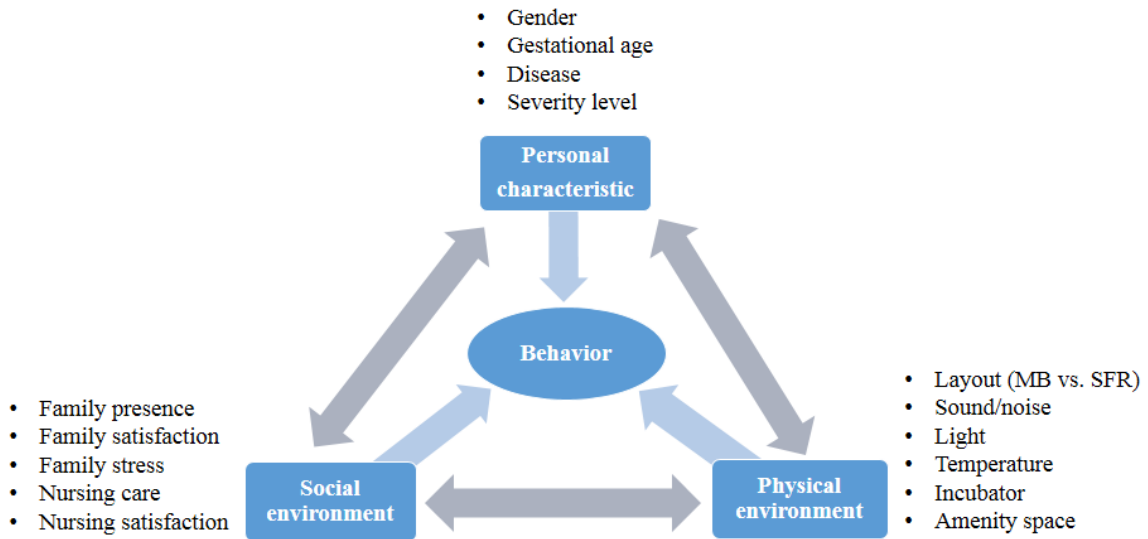 • Gender
• Gestational age
• Disease
• Severity level
Personal
characteristic
Behavior
• Family presence
• Family satisfaction
• Family stress
• Nursing care
• Nursing satisfaction
Social
environment
Physical
environment
• Layout (MB vs. SFR)
• Sound/noise
• Light
• Temperature
• Incubator
• Amenity space